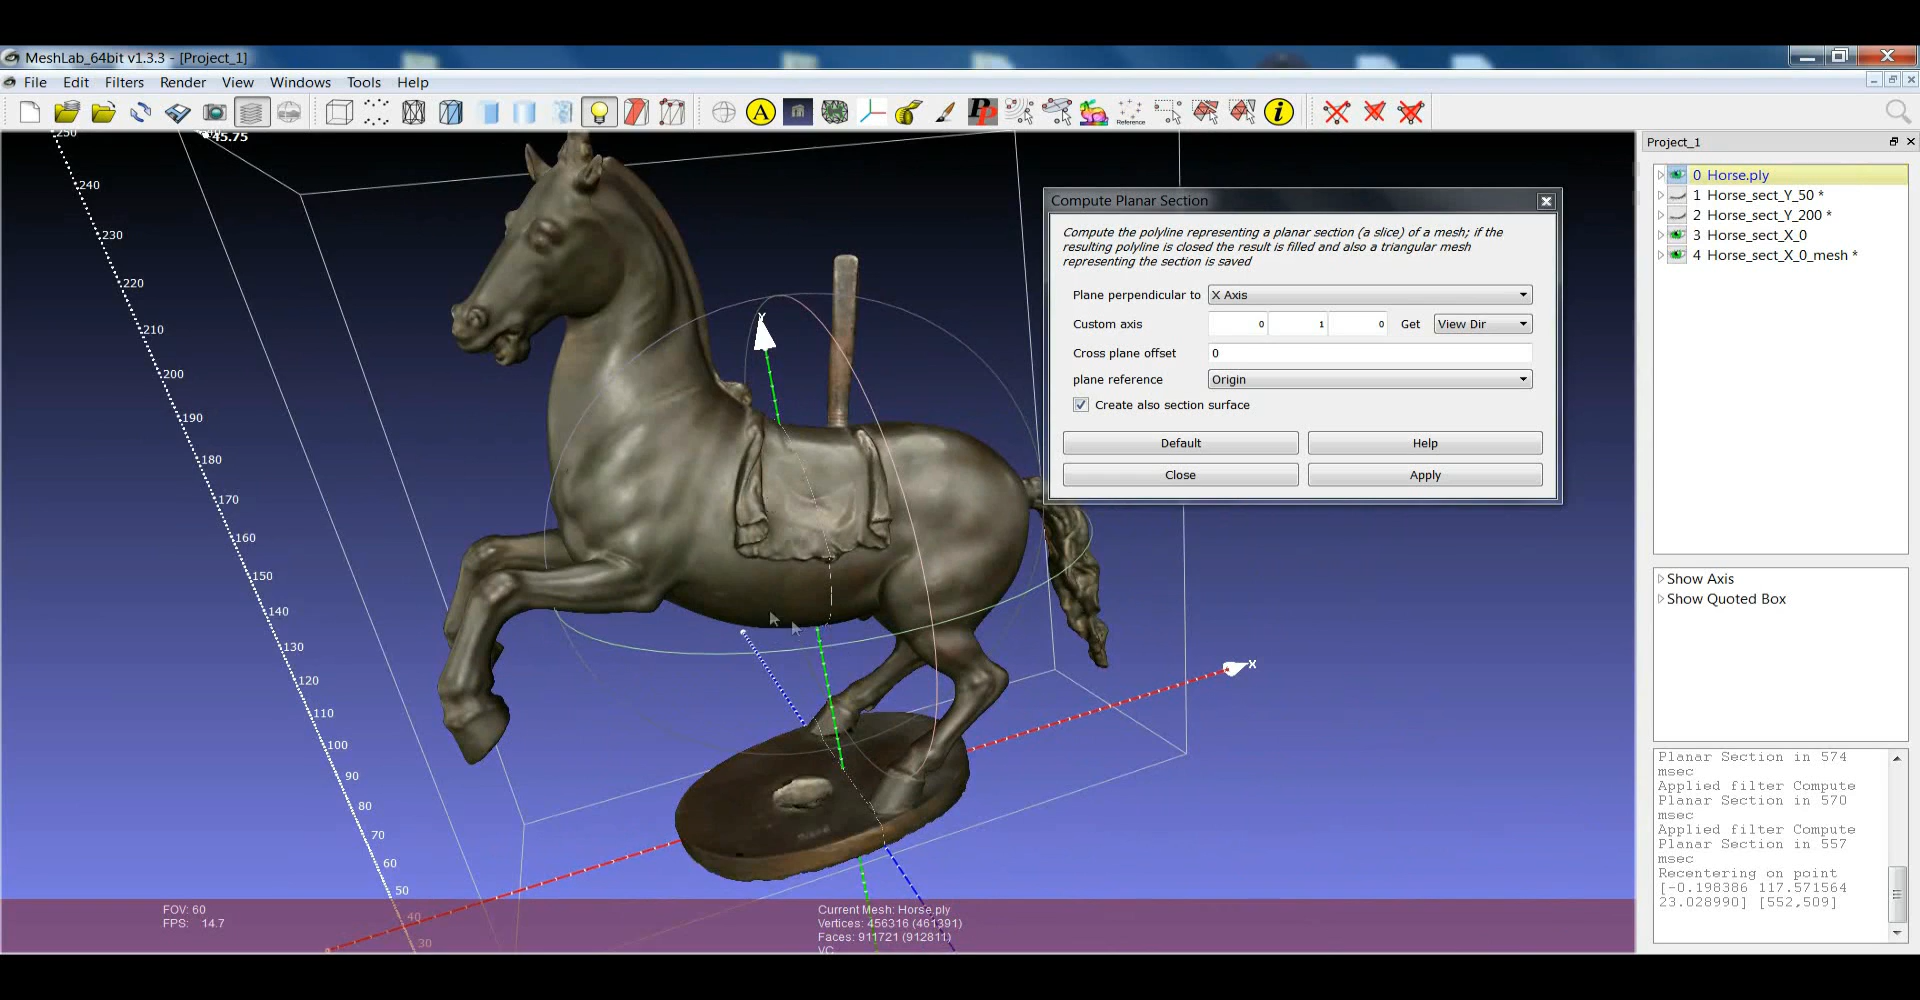 MeshLab_64bit v1.3.3 - [Project_1]
File Edit Filters Render View Windows Tools Help
A
Pp
Reference
i
Project_1
250
45.75
240
230
220
210
200
190
180
170
160
150
140
130
120
110
100
90
80
70
60
50
40
30
Y
X
Compute Planar Section
Compute the polyline representing a planar section (a slice) of a mesh; if the
resulting polyline is closed the result is filled and also a triangular mesh
representing the section is saved
Plane perpendicular to X Axis
Custom axis 0 1 0 Get View Dir
Cross plane offset 0
plane reference Origin
Create also section surface
Default Help
Close Apply
0 Horse.ply
1 Horse_sect_Y_50 *
2 Horse_sect_Y_200 *
3 Horse_sect_X_0
4 Horse_sect_X_0_mesh *
Show Axis
Show Quoted Box
Planar Section in 574
msec
Applied filter Compute
Planar Section in 570
msec
Applied filter Compute
Planar Section in 557
msec
Recentering on point
[-0.198386 117.571564
23.028990] [552,509]
FOV: 60
FPS: 14.7
Current Mesh: Horse.ply
Vertices: 456316 (461391)
Faces: 911721 (912811)
VC